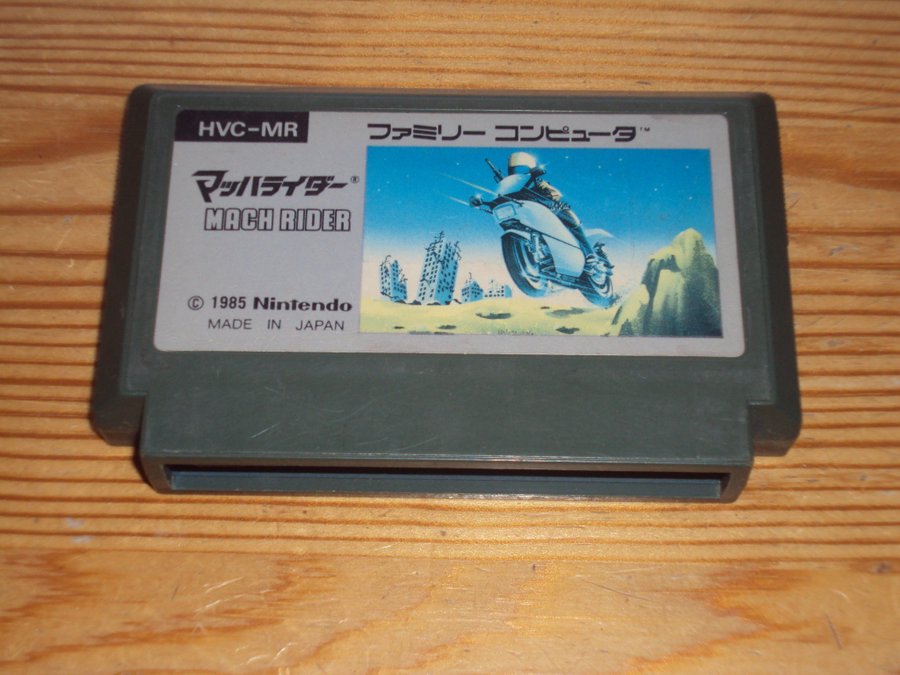 HVC-MR
ファミリー コンピュータ™
マッハライダー®
MACH RIDER
© 1985 Nintendo
MADE IN JAPAN